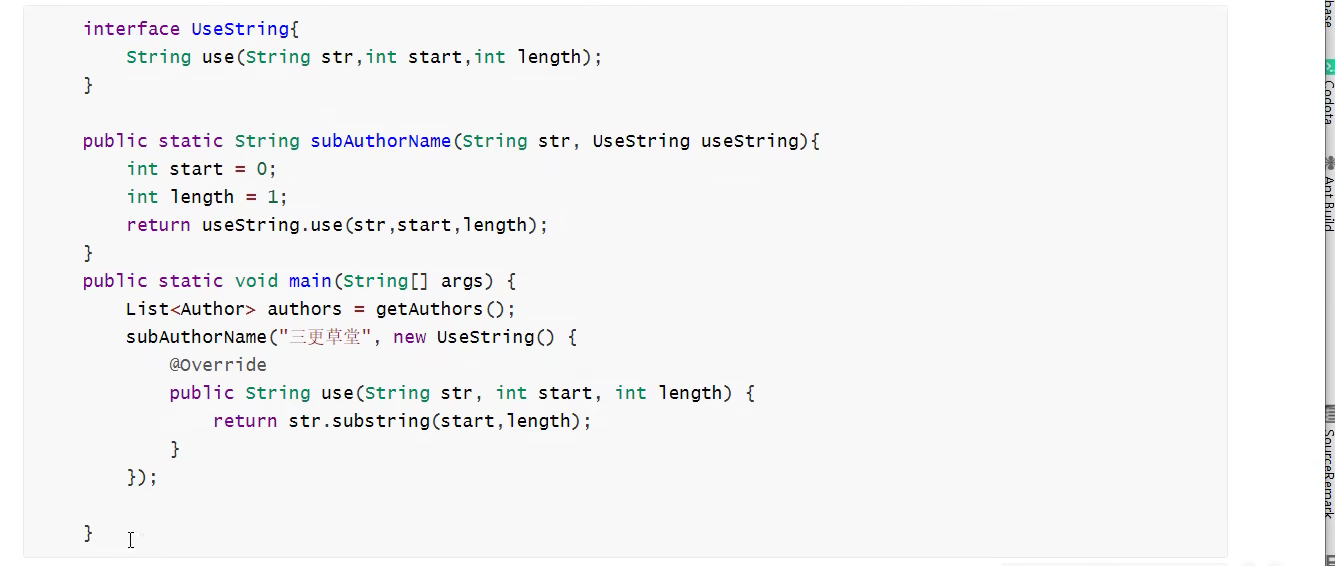 interface UseString{
    String use(String str,int start,int length);
}
public static String subAuthorName(String str, UseString useString){
    int start = 0;
    int length = 1;
    return useString.use(str,start,length);
}
public static void main(String[] args) {
    List<Author> authors = getAuthors();
    subAuthorName("三更草堂", new UseString() {
        @Override
        public String use(String str, int start, int length) {
            return str.substring(start,length);
        }
    });
}
base
Codota
Ant Build
SourceRemark